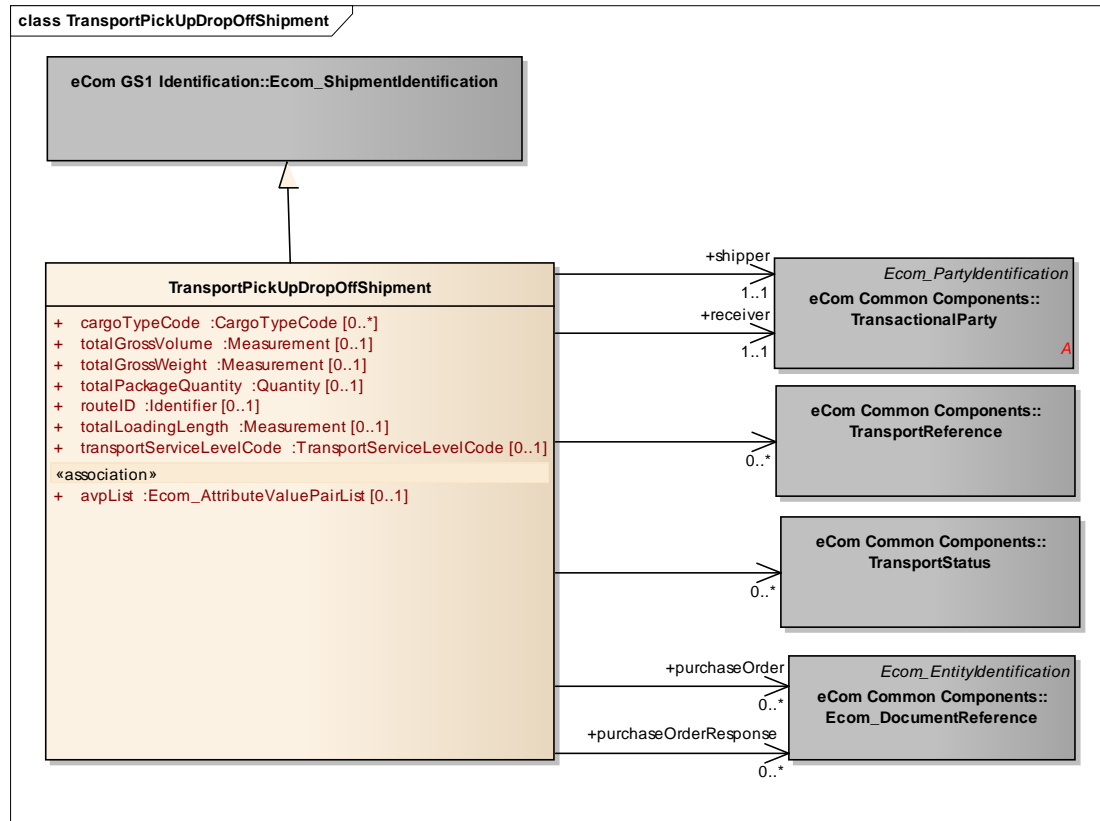 class TransportPickUpDropOffShipment
eCom GS1 Identification::Ecom_ShipmentIdentification
TransportPickUpDropOffShipment
+ cargoTypeCode :CargoTypeCode [0..*]
+ totalGrossVolume :Measurement [0..1]
+ totalGrossWeight :Measurement [0..1]
+ totalPackageQuantity :Quantity [0..1]
+ routeID :Identifier [0..1]
+ totalLoadingLength :Measurement [0..1]
+ transportServiceLevelCode :TransportServiceLevelCode [0..1]
«association»
+ avpList :Ecom_AttributeValuePairList [0..1]
+shipper
1..1
+receiver
1..1
Ecom_PartyIdentification
eCom Common Components::
TransactionalParty
A
0..*
eCom Common Components::
TransportReference
0..*
eCom Common Components::
TransportStatus
+purchaseOrder
0..*
+purchaseOrderResponse
0..*
Ecom_EntityIdentification
eCom Common Components::
Ecom_DocumentReference